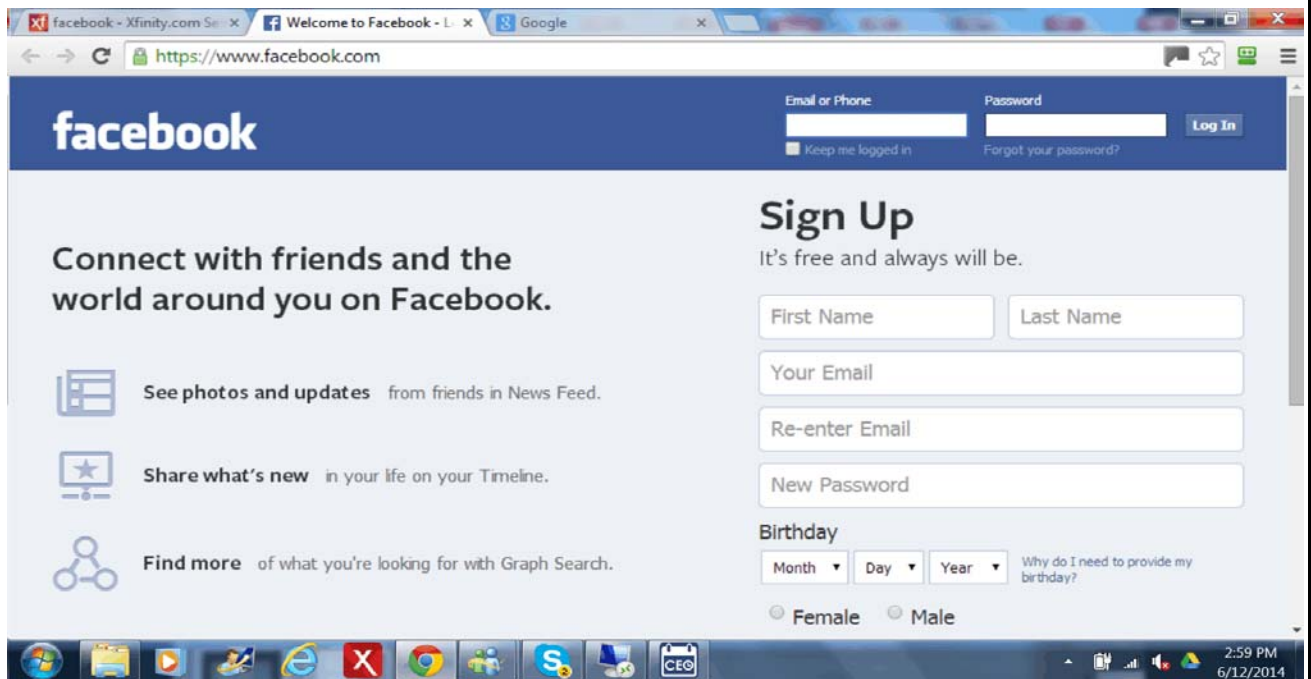 facebook - Xfinity.com Se
Welcome to Facebook - L
Google
https://www.facebook.com
facebook
Email or Phone
Password
Log In
Keep me logged in
Forgot your password?
Connect with friends and the
world around you on Facebook.
See photos and updates from friends in News Feed.
Share what's new in your life on your Timeline.
Find more of what you're looking for with Graph Search.
Sign Up
It's free and always will be.
First Name
Last Name
Your Email
Re-enter Email
New Password
Birthday
Month
Day
Year
Why do I need to provide my
birthday?
Female
Male
CEO
2:59 PM
6/12/2014